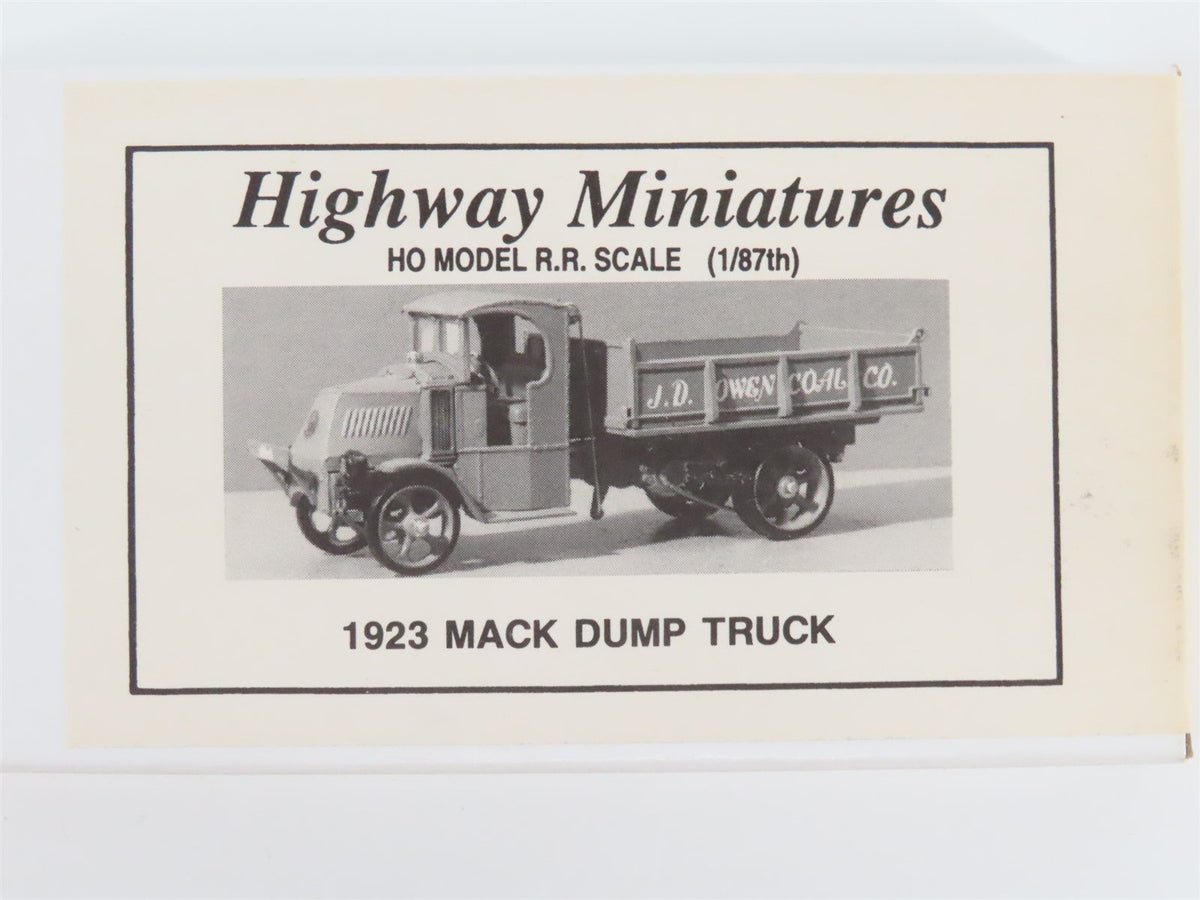 Highway Miniatures
HO MODEL R.R. SCALE (1/87th)
J.D. OWEN COAL CO.
1923 MACK DUMP TRUCK